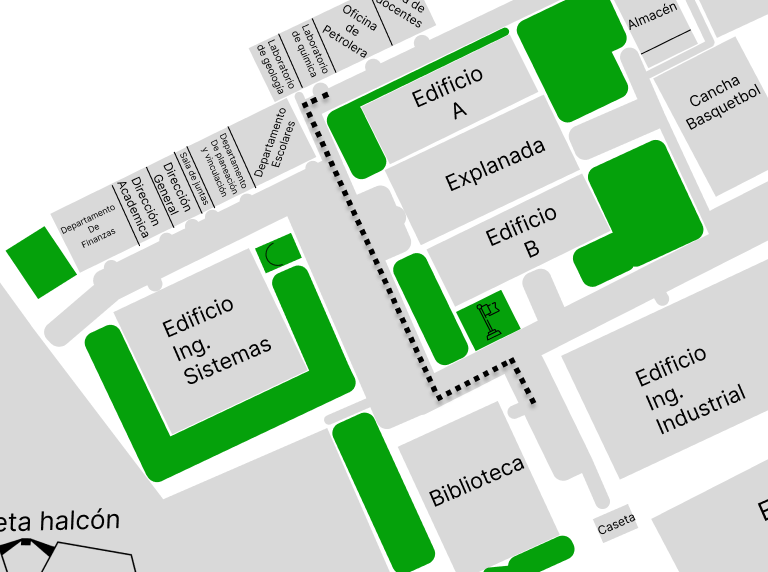 docentes
Oficina
de
Petrolera
Laboratorio
de quimica
Laboratorio
de geología
Almacén
Cancha
Basquetbol
Edificio
A
Explanada
Edificio
B
Departamento
Escolares
Departamento
De planeación
y vinculación
Sala de juntas
Dirección
General
Dirección
Academica
Departamento
De
Finanzas
Edificio
Ing.
Sistemas
Edificio
Ing.
Industrial
Biblioteca
Caseta
eta halcón
E